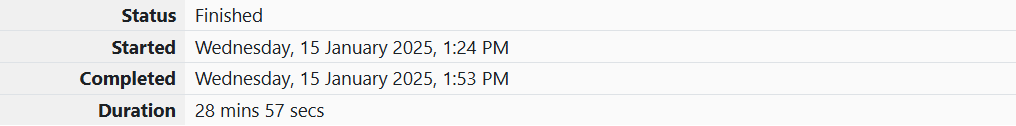 Status Finished
Started Wednesday, 15 January 2025, 1:24 PM
Completed Wednesday, 15 January 2025, 1:53 PM
Duration 28 mins 57 secs